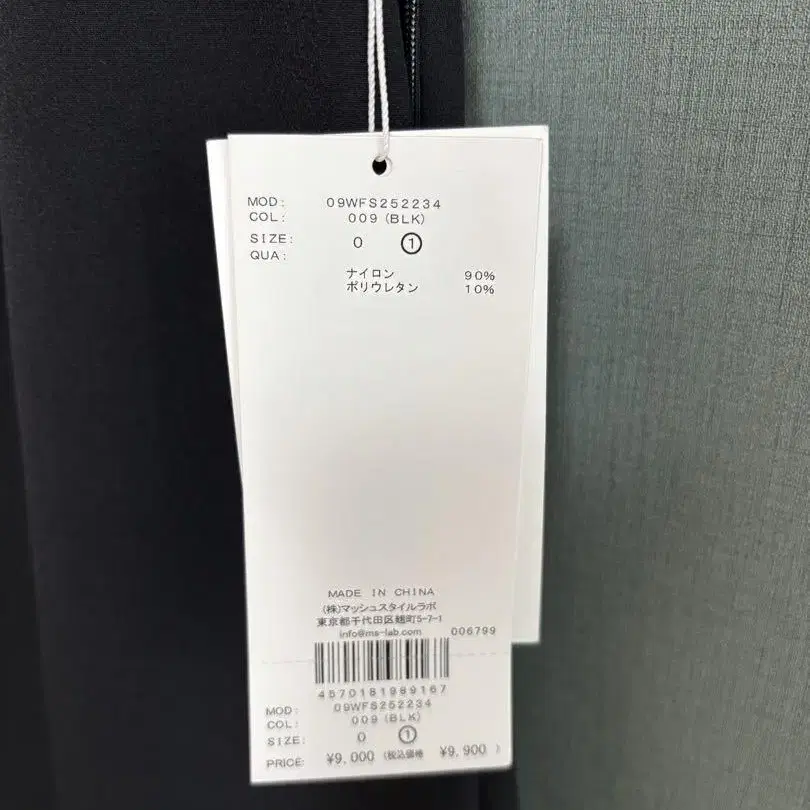 MOD: 09WFS252234
COL: 009 (BLK)
SIZE: 0 ①
QUA:
ナイロン 90%
ポリウレタン 10%
MADE IN CHINA
(株)マッシュスタイルラボ
東京都千代田区麹町5-7-1
info@ms-lab.com 006799
4570181989167
MOD: 09WFS252234
COL: 009 (BLK)
SIZE: 0 ①
PRICE: ¥9,000 (税込価格 ¥9,900 )